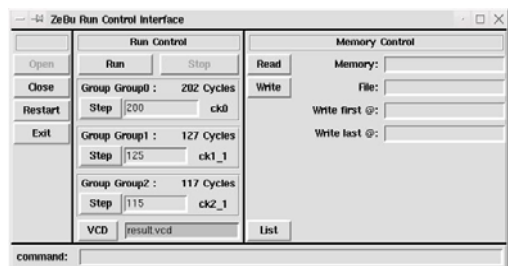 ZeBu Run Control Interface
Run Control
Memory Control
Open
Run
Stop
Read
Memory:
Close
Group Group0 : 202 Cycles
Write
File:
Restart
Step 200 ck0
Write first @:
Exit
Group Group1 : 127 Cycles
Write last @:
Step 125 ck1_1
Group Group2 : 117 Cycles
Step 115 ck2_1
VCD result.vcd
List
command: